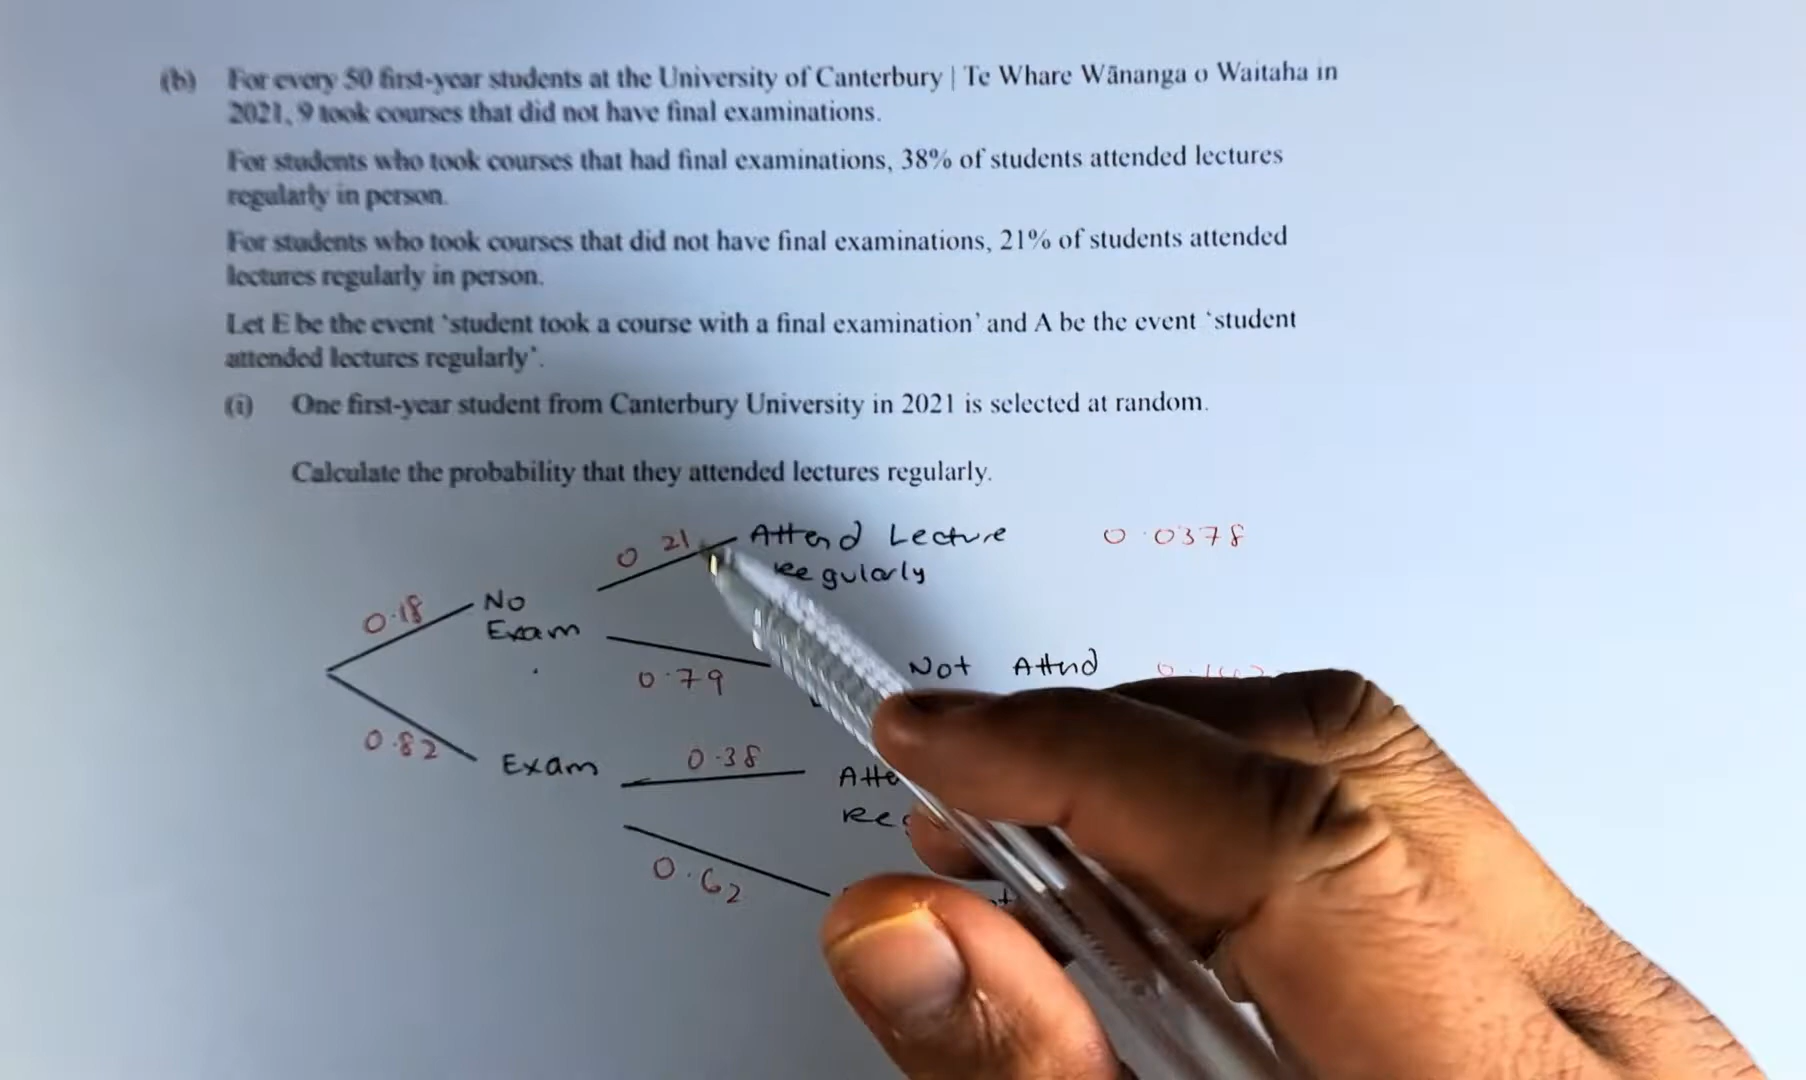 (b) For every 50 first-year students at the University of Canterbury | Te Whare Wānanga o Waitaha in
2021, 9 took courses that did not have final examinations.
For students who took courses that had final examinations, 38% of students attended lectures
regularly in person.
For students who took courses that did not have final examinations, 21% of students attended
lectures regularly in person.
Let E be the event ‘student took a course with a final examination’ and A be the event ‘student
attended lectures regularly’.
(i) One first-year student from Canterbury University in 2021 is selected at random.
Calculate the probability that they attended lectures regularly.
0.21 Attend Lecture 0.0378
Regularly
0.18 No
Exam
0.79 Not Attnd
0.82 Exam 0.38
0.62